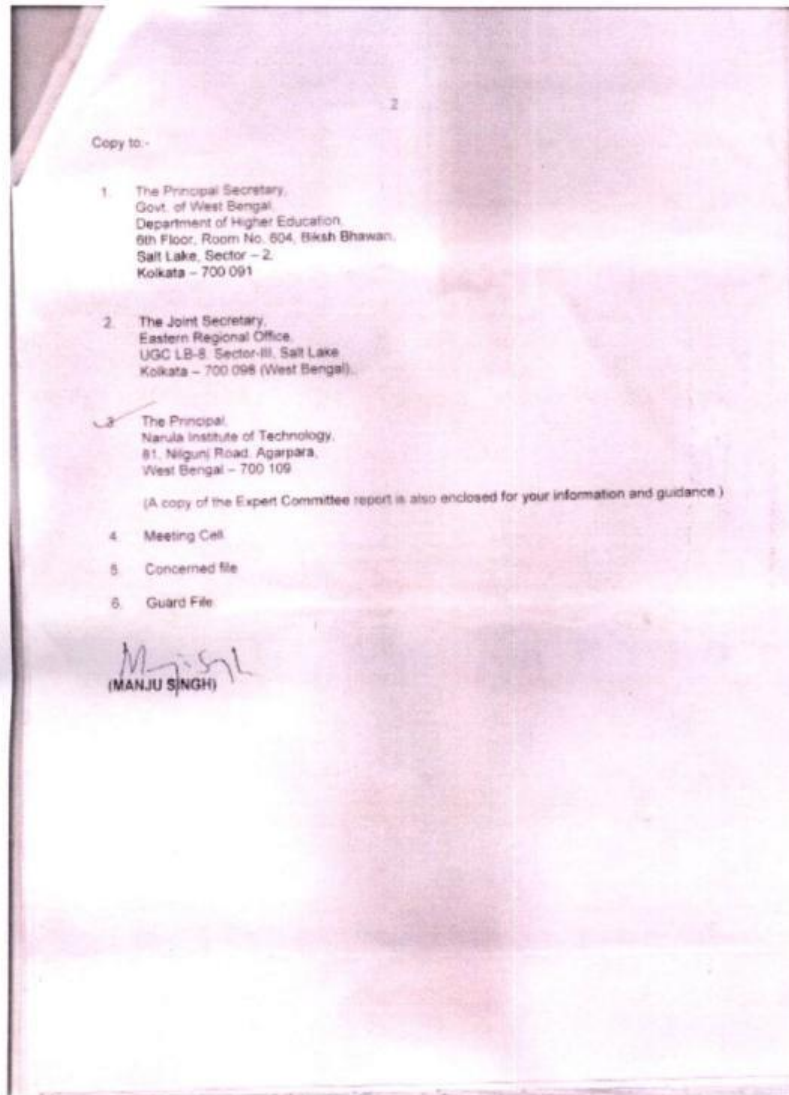 2
Copy to:-
1. The Principal Secretary,
Govt. of West Bengal,
Department of Higher Education,
6th Floor, Room No. 604, Biksh Bhawan,
Salt Lake, Sector – 2,
Kolkata – 700 091
2. The Joint Secretary,
Eastern Regional Office,
UGC LB-8, Sector-III, Salt Lake
Kolkata – 700 098 (West Bengal).
3 The Principal,
Narula Institute of Technology,
81, Nilgunj Road, Agarpara,
West Bengal – 700 109
(A copy of the Expert Committee report is also enclosed for your information and guidance.)
4. Meeting Cell
5. Concerned file
6. Guard File
(MANJU SINGH)